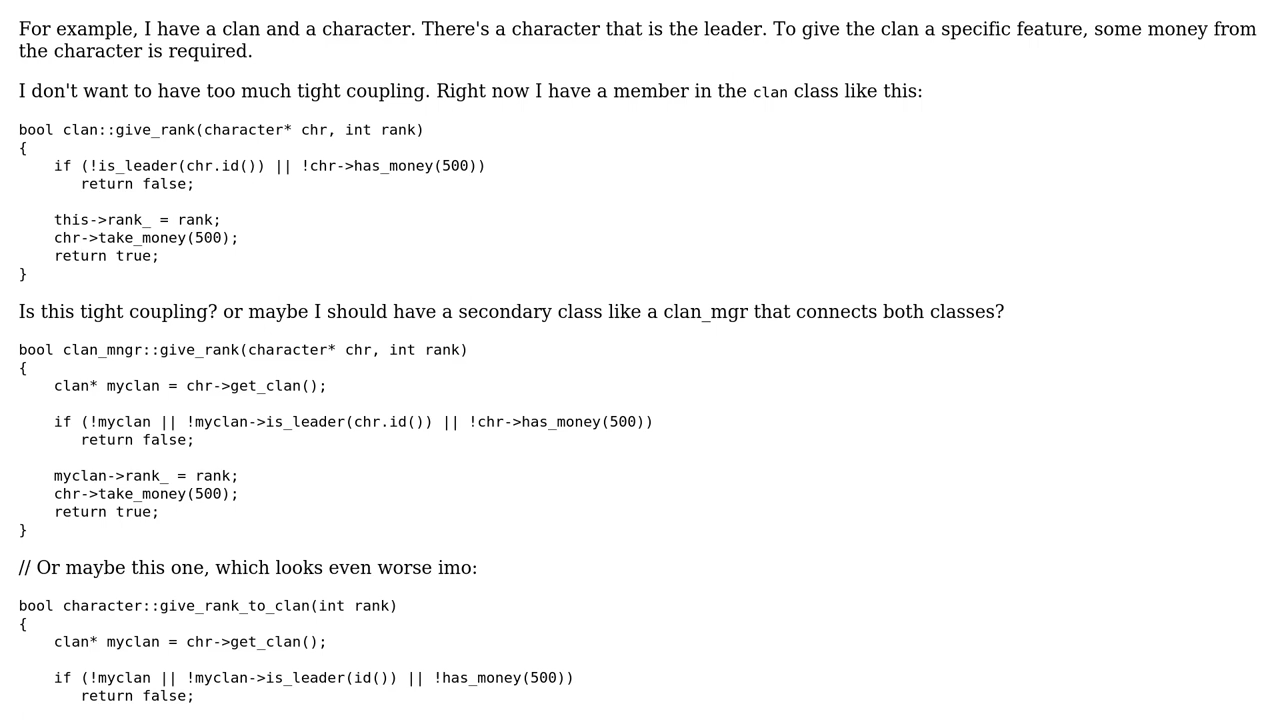 For example, I have a clan and a character. There's a character that is the leader. To give the clan a specific feature, some money from
the character is required.
I don't want to have too much tight coupling. Right now I have a member in the clan class like this:
bool clan::give_rank(character* chr, int rank)
{
    if (!is_leader(chr.id()) || !chr->has_money(500))
       return false;

    this->rank_ = rank;
    chr->take_money(500);
    return true;
}
Is this tight coupling? or maybe I should have a secondary class like a clan_mgr that connects both classes?
bool clan_mngr::give_rank(character* chr, int rank)
{
    clan* myclan = chr->get_clan();

    if (!myclan || !myclan->is_leader(chr.id()) || !chr->has_money(500))
       return false;

    myclan->rank_ = rank;
    chr->take_money(500);
    return true;
}
// Or maybe this one, which looks even worse imo:
bool character::give_rank_to_clan(int rank)
{
    clan* myclan = chr->get_clan();

    if (!myclan || !myclan->is_leader(id()) || !has_money(500))
       return false;